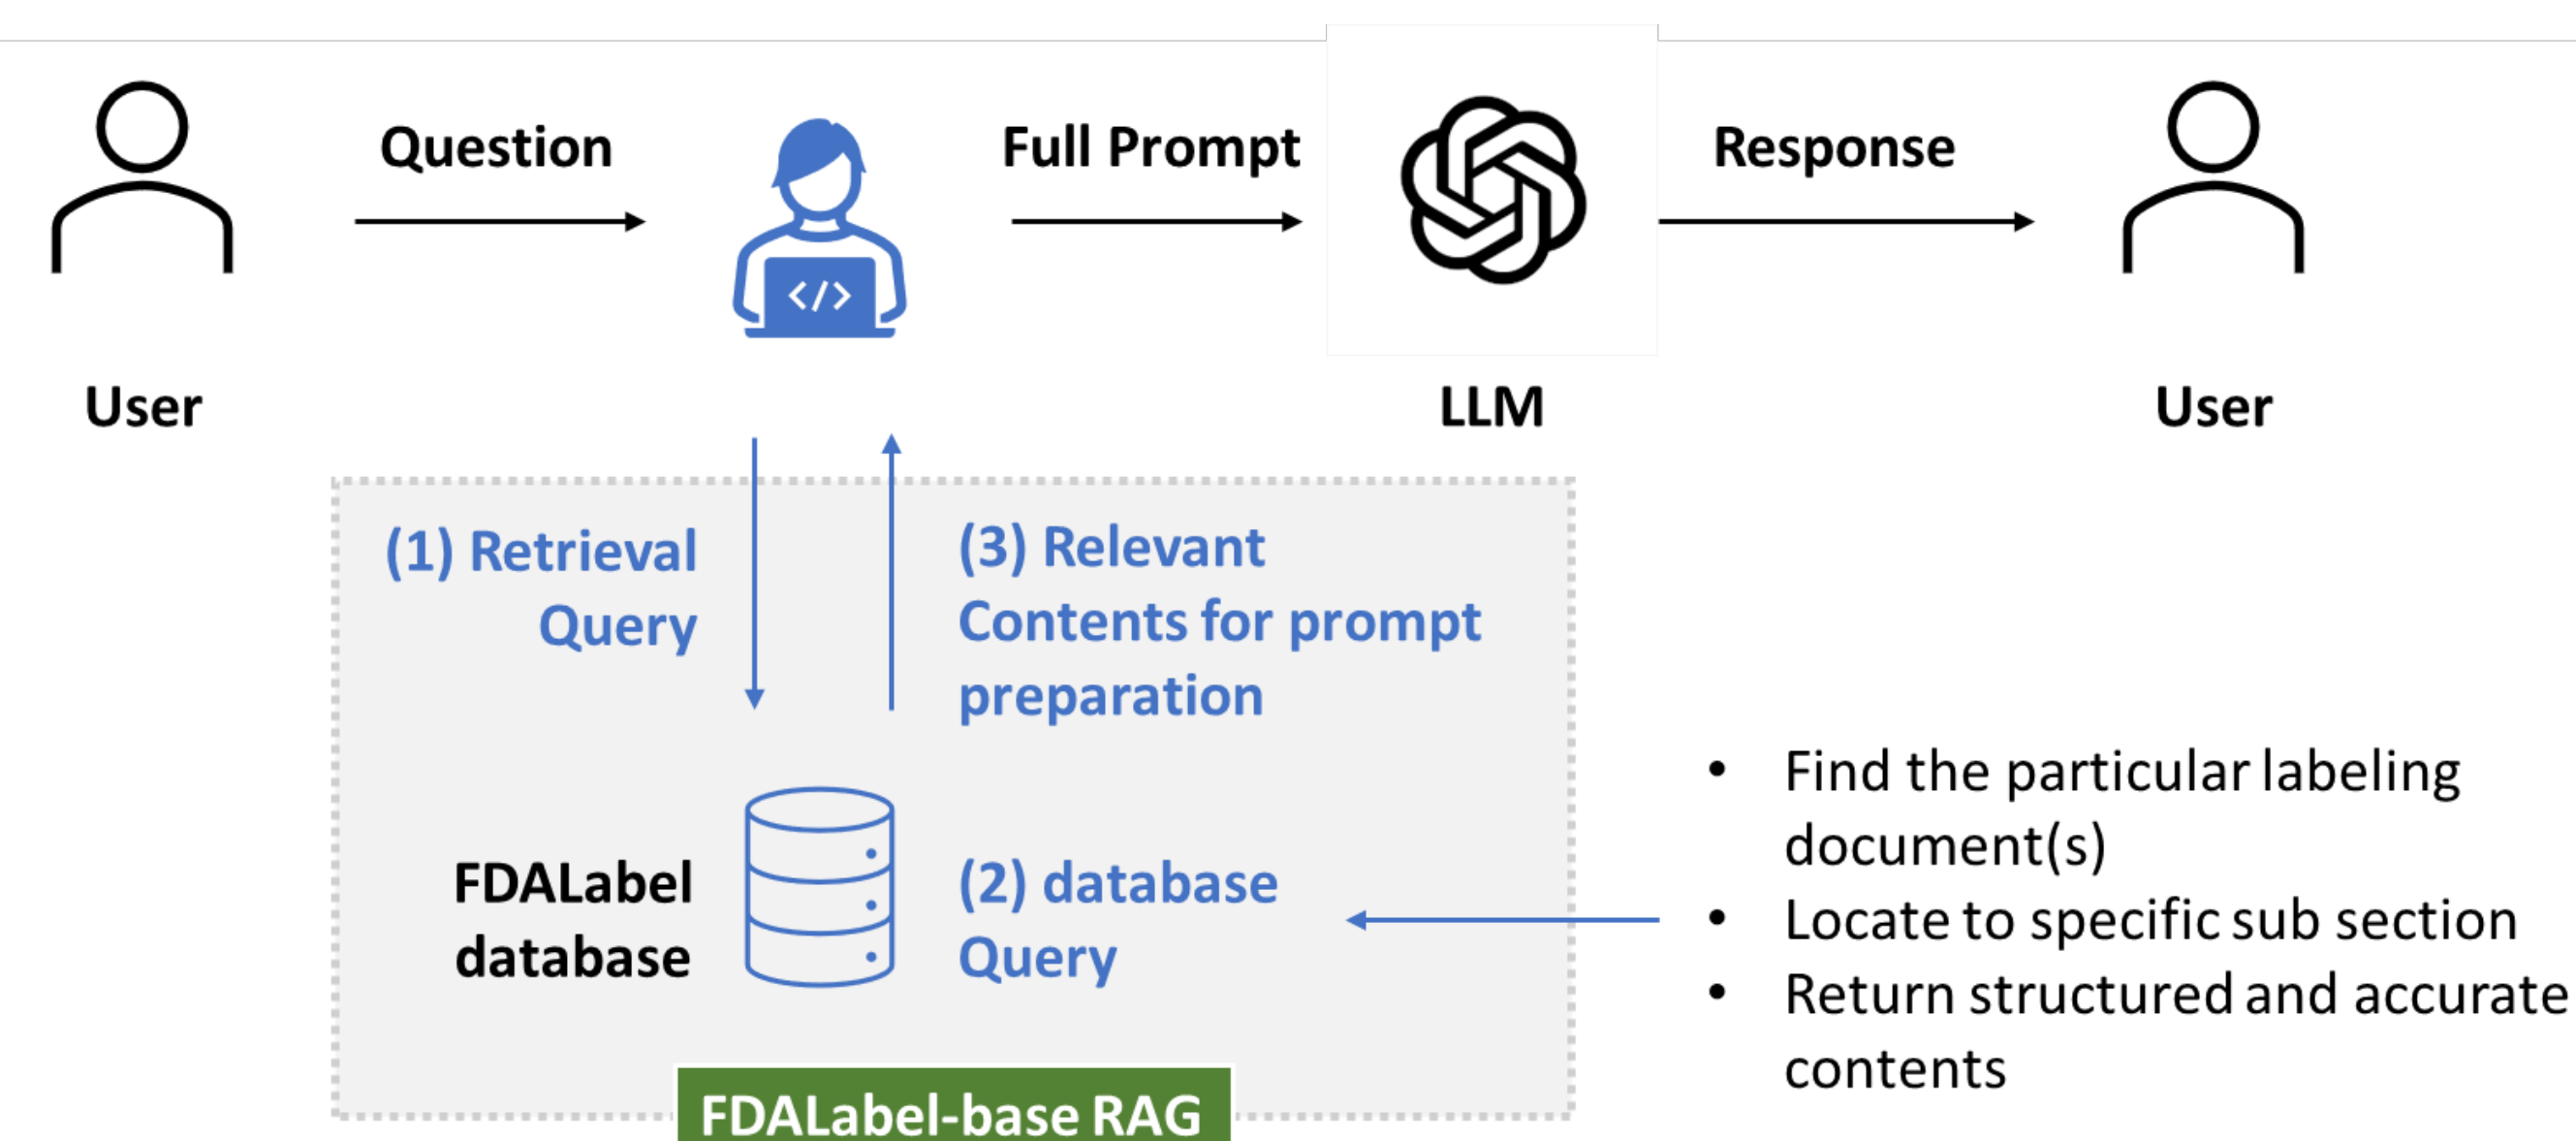 Question
Full Prompt
Response
</>
User
LLM
User
(1) Retrieval
Query
(3) Relevant
Contents for prompt
preparation
FDALabel
database
(2) database
Query
• Find the particular labeling
document(s)
• Locate to specific sub section
• Return structured and accurate
contents
FDALabel-base RAG